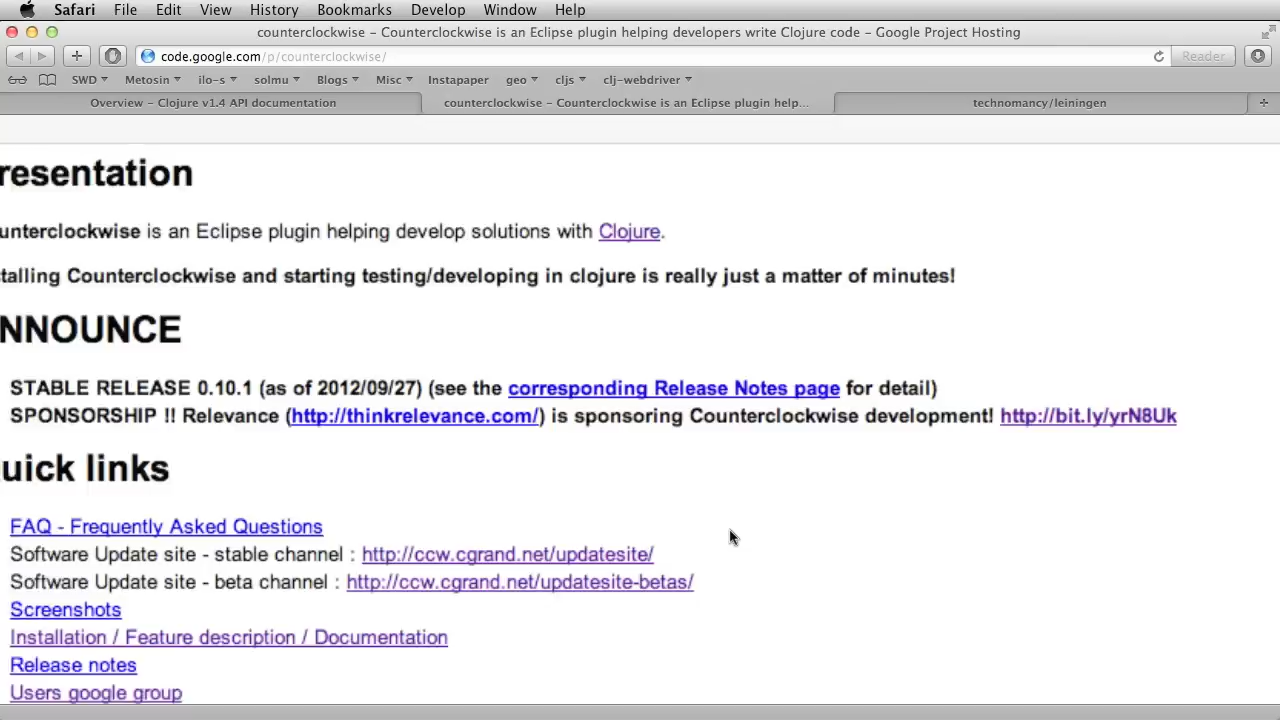 Safari File Edit View History Bookmarks Develop Window Help
counterclockwise – Counterclockwise is an Eclipse plugin helping developers write Clojure code – Google Project Hosting
code.google.com/p/counterclockwise/ Reader
SWD Metosin ilo-s solmu Blogs Misc Instapaper geo cljs clj-webdriver
Overview – Clojure v1.4 API documentation counterclockwise – Counterclockwise is an Eclipse plugin help... technomancy/leiningen
resentation
unterclockwise is an Eclipse plugin helping develop solutions with Clojure.
talling Counterclockwise and starting testing/developing in clojure is really just a matter of minutes!
NNOUNCE
STABLE RELEASE 0.10.1 (as of 2012/09/27) (see the corresponding Release Notes page for detail)
SPONSORSHIP !! Relevance (http://thinkrelevance.com/) is sponsoring Counterclockwise development! http://bit.ly/yrN8Uk
uick links
FAQ - Frequently Asked Questions
Software Update site - stable channel : http://ccw.cgrand.net/updatesite/
Software Update site - beta channel : http://ccw.cgrand.net/updatesite-betas/
Screenshots
Installation / Feature description / Documentation
Release notes
Users google group